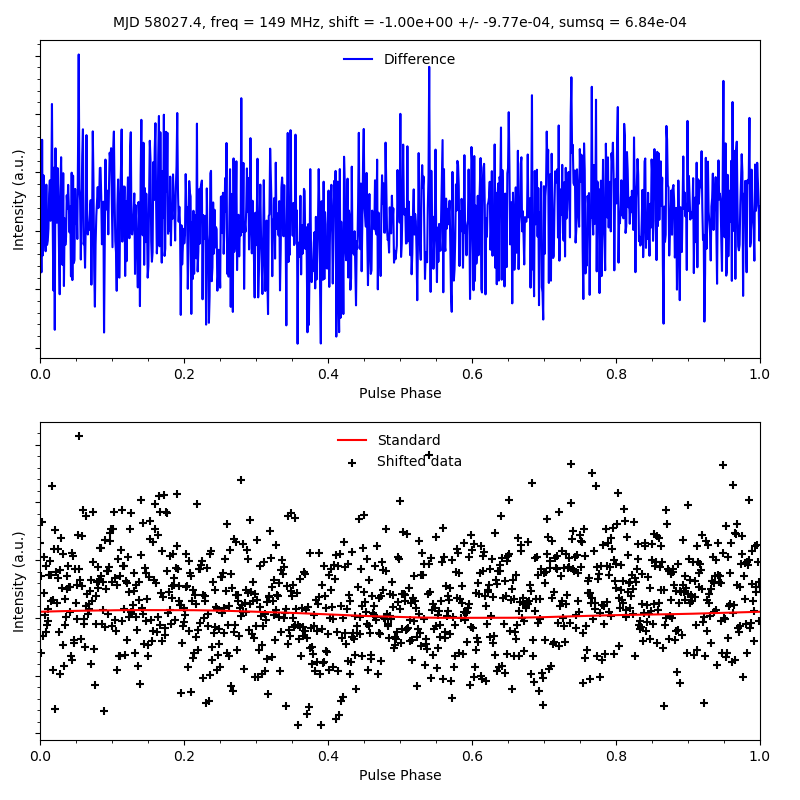 MJD 58027.4, freq = 149 MHz, shift = -1.00e+00 +/- -9.77e-04, sumsq = 6.84e-04
Difference
Intensity (a.u.)
0.0 0.2 0.4 0.6 0.8 1.0
Pulse Phase
Standard
Shifted data
Intensity (a.u.)
0.0 0.2 0.4 0.6 0.8 1.0
Pulse Phase